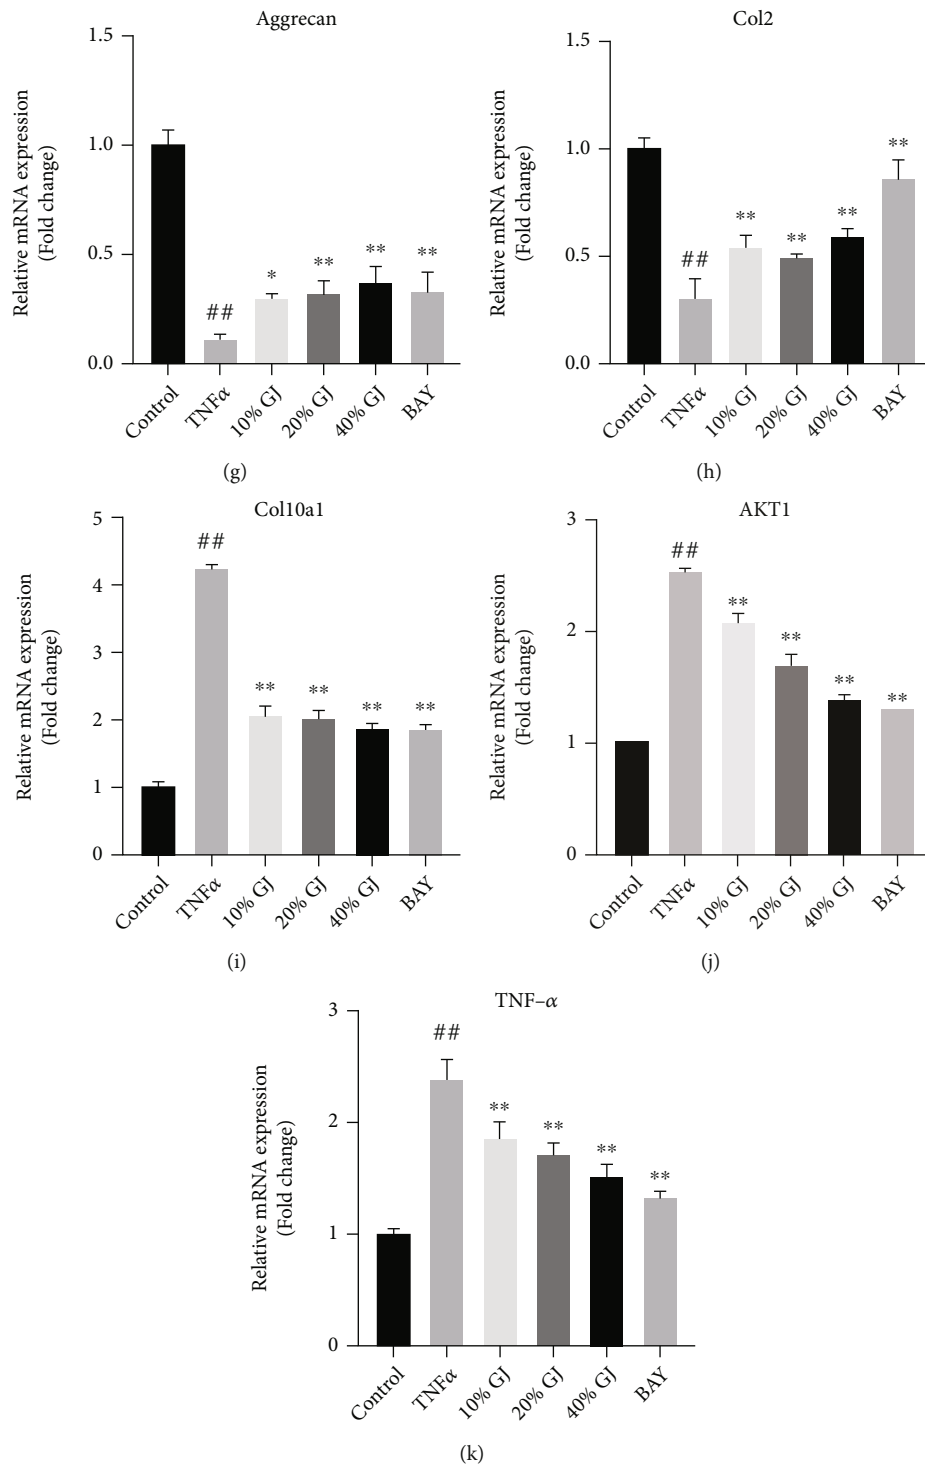 Aggrecan
Relative mRNA expression
(Fold change)
1.5
1.0
0.5
0.0
##
*
**
**
**
Control
TNFα
10% GJ
20% GJ
40% GJ
BAY
(g)
Col2
Relative mRNA expression
(Fold change)
1.5
1.0
0.5
0.0
##
**
**
**
**
Control
TNFα
10% GJ
20% GJ
40% GJ
BAY
(h)
Col10a1
Relative mRNA expression
(Fold change)
5
4
3
2
1
0
##
**
**
**
**
Control
TNFα
10% GJ
20% GJ
40% GJ
BAY
(i)
AKT1
Relative mRNA expression
(Fold change)
3
2
1
0
##
**
**
**
**
Control
TNFα
10% GJ
20% GJ
40% GJ
BAY
(j)
TNF–α
Relative mRNA expression
(Fold change)
3
2
1
0
##
**
**
**
**
Control
TNFα
10% GJ
20% GJ
40% GJ
BAY
(k)